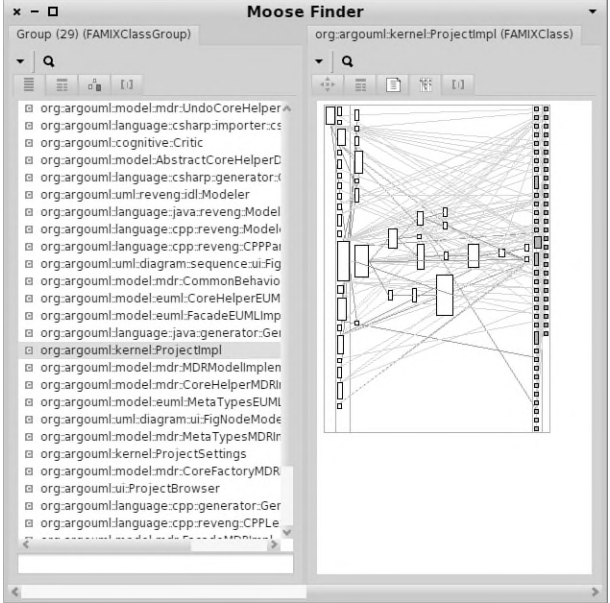 Moose Finder
Group (29) (FAMIXClassGroup)
org:argouml:kernel:ProjectImpl (FAMIXClass)
org:argouml:model:mdr:UndoCoreHelper
org:argouml:language:csharp:importer:cs
org:argouml:cognitive:Critic
org:argouml:model:AbstractCoreHelperD
org:argouml:language:csharp:generator:
org:argouml:uml:reveng:idl:Modeler
org:argouml:language:java:reveng:Model
org:argouml:language:cpp:reveng:Model
org:argouml:language:cpp:reveng:CPPPa
org:argouml:uml:diagram:sequence:ui:Fig
org:argouml:model:mdr:CommonBehavio
org:argouml:model:euml:CoreHelperEUM
org:argouml:model:euml:FacadeEUMLImp
org:argouml:language:java:generator:Ge
org:argouml:kernel:ProjectImpl
org:argouml:model:mdr:MDRModelImplem
org:argouml:model:mdr:CoreHelperMDRI
org:argouml:model:euml:MetaTypesEUML
org:argouml:uml:diagram:ui:FigNodeMode
org:argouml:model:mdr:MetaTypesMDRIm
org:argouml:kernel:ProjectSettings
org:argouml:model:mdr:CoreFactoryMDR
org:argouml:ui:ProjectBrowser
org:argouml:language:cpp:generator:Ger
org:argouml:language:cpp:reveng:CPPLe